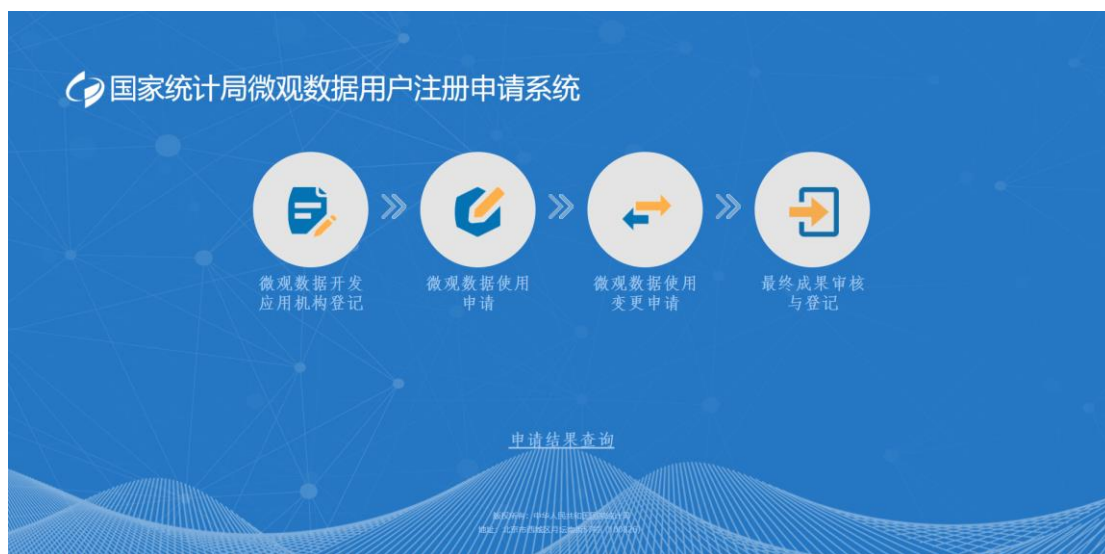 国家统计局微观数据用户注册申请系统
微观数据开发
应用机构登记
微观数据使用
申请
微观数据使用
变更申请
最终成果审核
与登记
申请结果查询